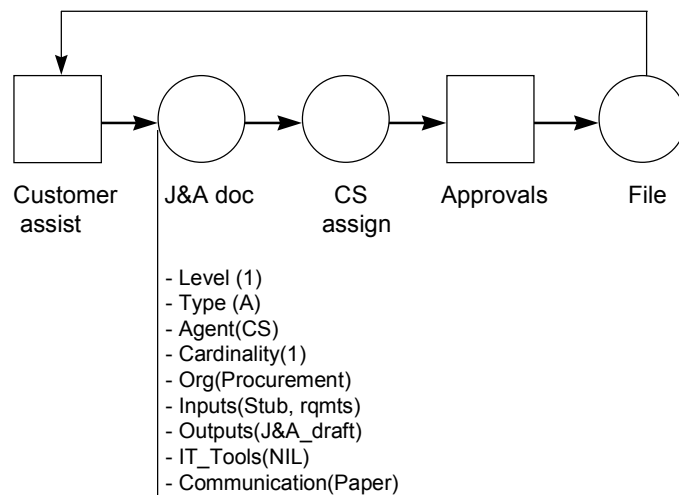 Customer
assist
J&A doc
CS
assign
Approvals
File
- Level (1)
- Type (A)
- Agent(CS)
- Cardinality(1)
- Org(Procurement)
- Inputs(Stub, rqmts)
- Outputs(J&A_draft)
- IT_Tools(NIL)
- Communication(Paper)